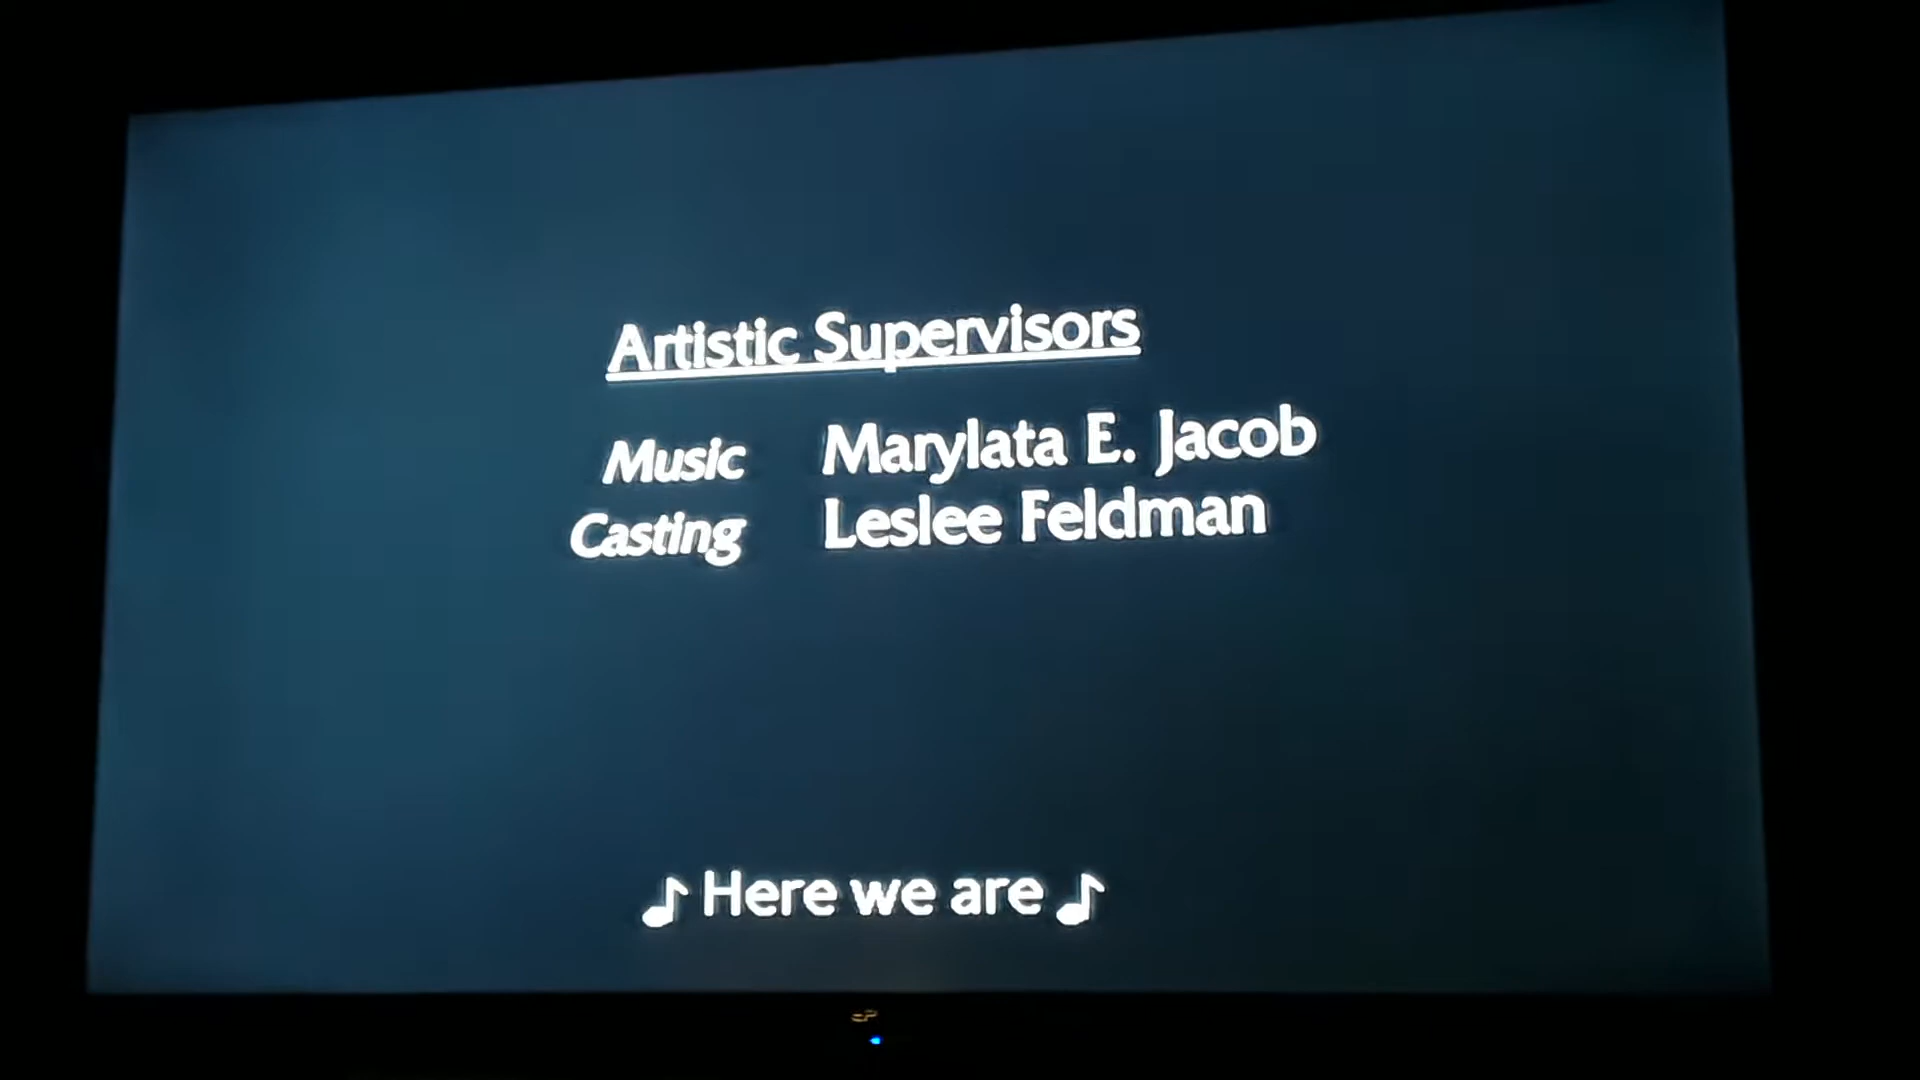 Artistic Supervisors
Music Marylata E. Jacob
Casting Leslee Feldman
♪ Here we are ♪